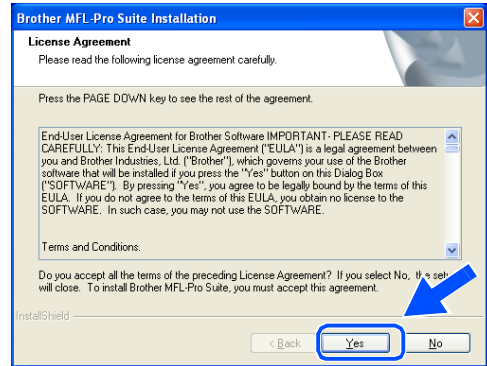 Brother MFL-Pro Suite Installation
License Agreement
Please read the following license agreement carefully.
Press the PAGE DOWN key to see the rest of the agreement.
End-User License Agreement for Brother Software IMPORTANT- PLEASE READ
CAREFULLY: This End-User License Agreement ("EULA") is a legal agreement between
you and Brother Industries, Ltd. ("Brother"), which governs your use of the Brother
software that will be installed if you press the "Yes" button on this Dialog Box
("SOFTWARE"). By pressing "Yes", you agree to be legally bound by the terms of this
EULA. If you do not agree to the terms of this EULA, you obtain no license to the
SOFTWARE. In such case, you may not use the SOFTWARE.
Terms and Conditions.
Do you accept all the terms of the preceding License Agreement? If you select No, the
will close. To install Brother MFL-Pro Suite, you must accept this agreement.
InstallShield
< Back Yes No